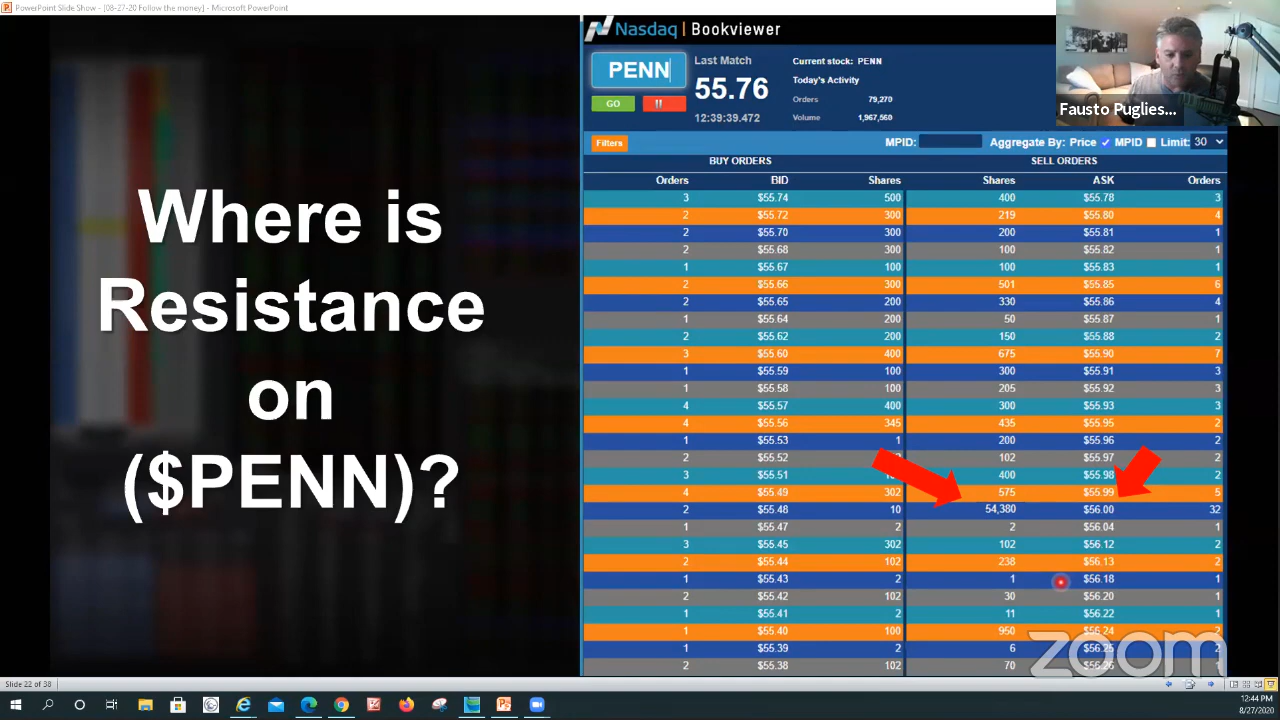 PowerPoint Slide Show - [08-27-20 Follow the money] - Microsoft PowerPoint
Where is
Resistance
on
($PENN)?
Nasdaq | Bookviewer
PENN
GO
Last Match
55.76
12:39:39.472
Current stock: PENN
Today's Activity
Orders 79,270
Volume 1,967,560
Fausto Puglies...
Filters
MPID: Aggregate By: Price MPID Limit: 30
BUY ORDERS SELL ORDERS
Orders BID Shares Shares ASK Orders
3 $55.74 500 400 $55.78 3
2 $55.72 300 219 $55.80 4
2 $55.70 300 200 $55.81 1
2 $55.68 300 100 $55.82 1
1 $55.67 100 100 $55.83 1
2 $55.66 300 501 $55.85 6
2 $55.65 200 330 $55.86 4
1 $55.64 200 50 $55.87 1
2 $55.62 200 150 $55.88 2
3 $55.60 400 675 $55.90 7
1 $55.59 100 300 $55.91 3
1 $55.58 100 205 $55.92 3
4 $55.57 400 300 $55.93 3
4 $55.56 345 435 $55.95 2
1 $55.53 1 200 $55.96 2
2 $55.52 102 $55.97 2
3 $55.51 400 $55.98 2
4 $55.49 302 575 $55.99 5
2 $55.48 10 54,380 $56.00 32
1 $55.47 2 2 $56.04 1
3 $55.45 302 102 $56.12 2
2 $55.44 102 238 $56.13 2
1 $55.43 2 1 $56.18 1
2 $55.42 102 30 $56.20 1
1 $55.41 2 11 $56.22 1
1 $55.40 100 950 $56.24 2
1 $55.39 2 6 $56.25
2 $55.38 102 70 $56.26
zoom
Slide 22 of 38
12:44 PM
8/27/2020